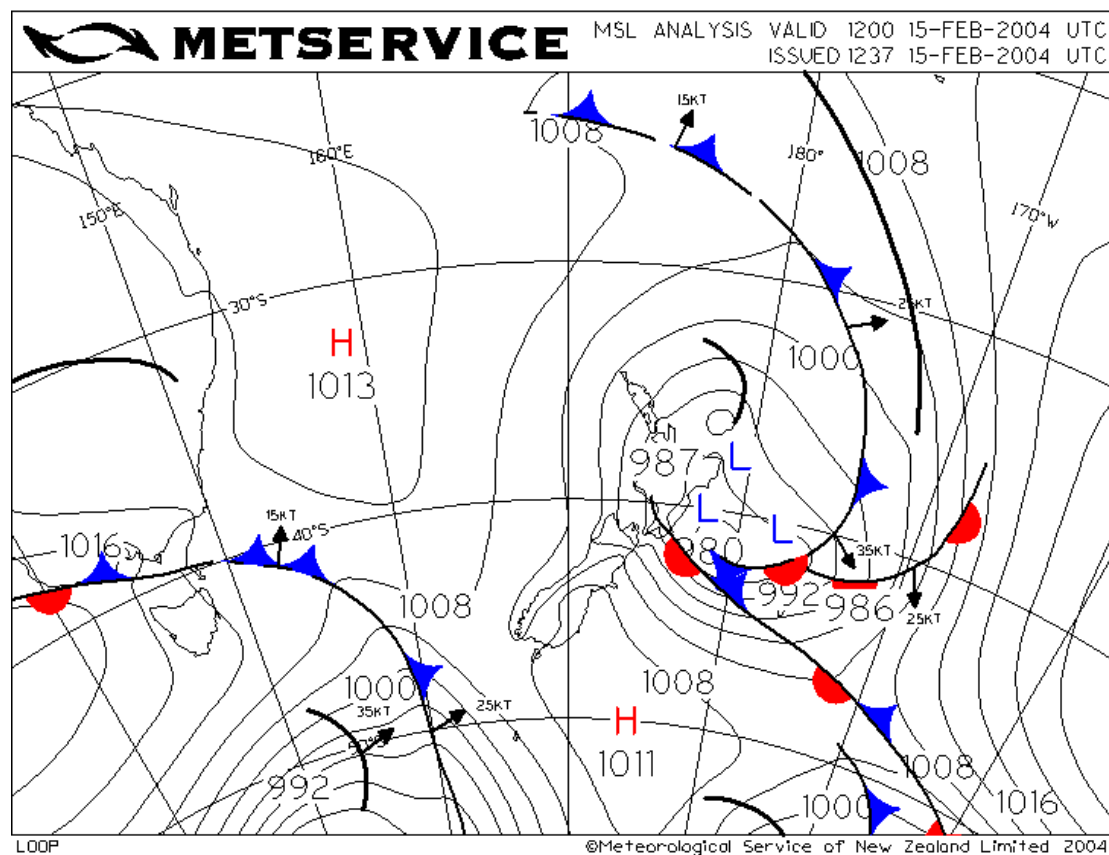 METSERVICE
MSL ANALYSIS VALID 1200 15-FEB-2004 UTC
ISSUED 1237 15-FEB-2004 UTC
15KT
1008
160°E
180°
1008
150°E
170°W
30°S
25KT
H
1013
1000
987
L
L
L
15KT
40°S
1016
980
35KT
992
986
1008
25KT
1000
1008
35KT
25KT
H
50°S
1011
992
1008
1000
1016
LOOP
©Meteorological Service of New Zealand Limited 2004